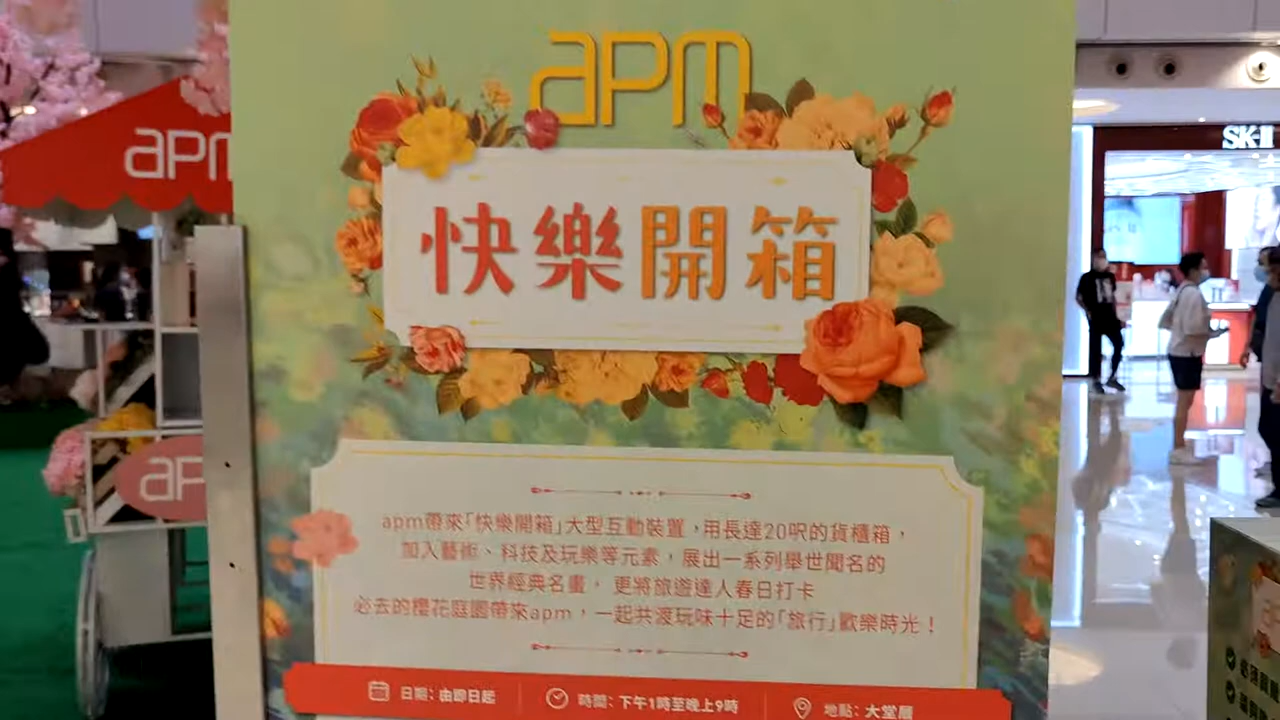 apm
快樂開箱
apm帶來「快樂開箱」大型互動裝置，用長達20呎的貨櫃箱，
加入藝術、科技及玩樂等元素，展出一系列舉世聞名的
世界經典名畫， 更將旅遊達人春日打卡
必去的櫻花庭園帶來apm，一起共渡玩味十足的「旅行」歡樂時光！
日期：由即日起
時間：下午1時至晚上9時
地點：大堂層
apm
ap
SK-II
必須